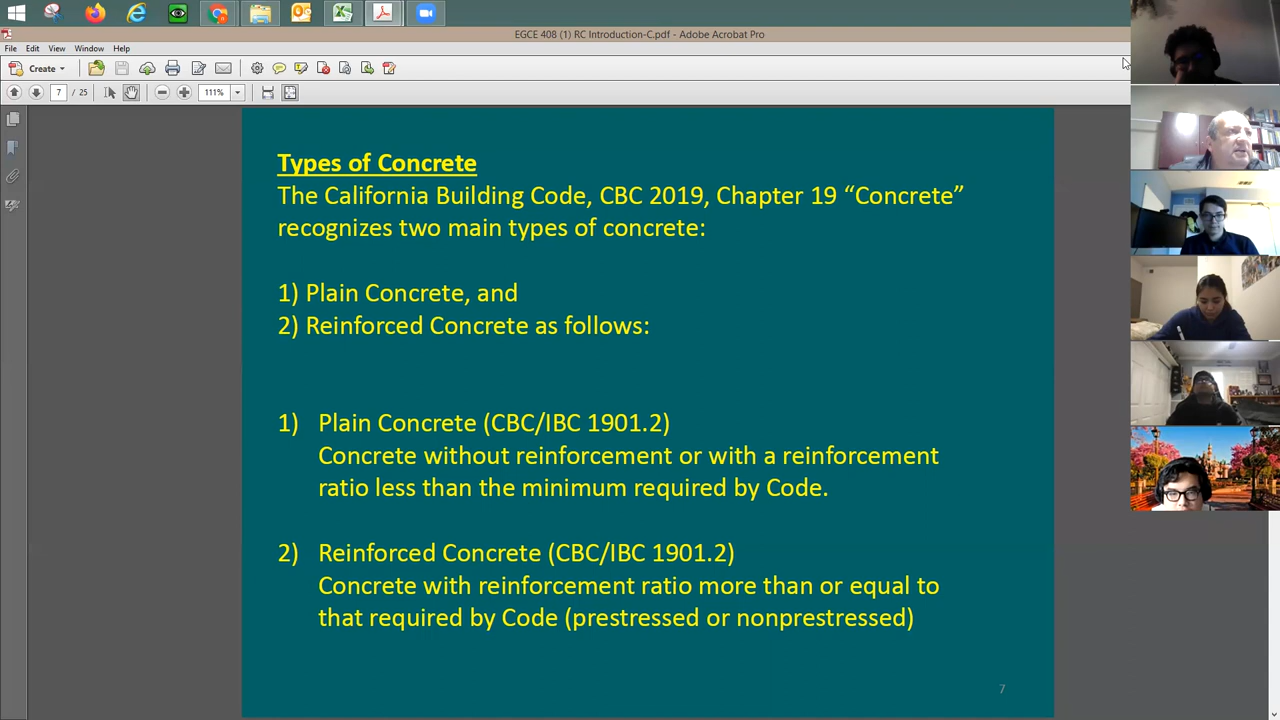 EGCE 408 (1) RC Introduction-C.pdf - Adobe Acrobat Pro
File Edit View Window Help
Create
7 / 25 111%
Types of Concrete
The California Building Code, CBC 2019, Chapter 19 “Concrete”
recognizes two main types of concrete:
1) Plain Concrete, and
2) Reinforced Concrete as follows:
1) Plain Concrete (CBC/IBC 1901.2)
Concrete without reinforcement or with a reinforcement
ratio less than the minimum required by Code.
2) Reinforced Concrete (CBC/IBC 1901.2)
Concrete with reinforcement ratio more than or equal to
that required by Code (prestressed or nonprestressed)
7